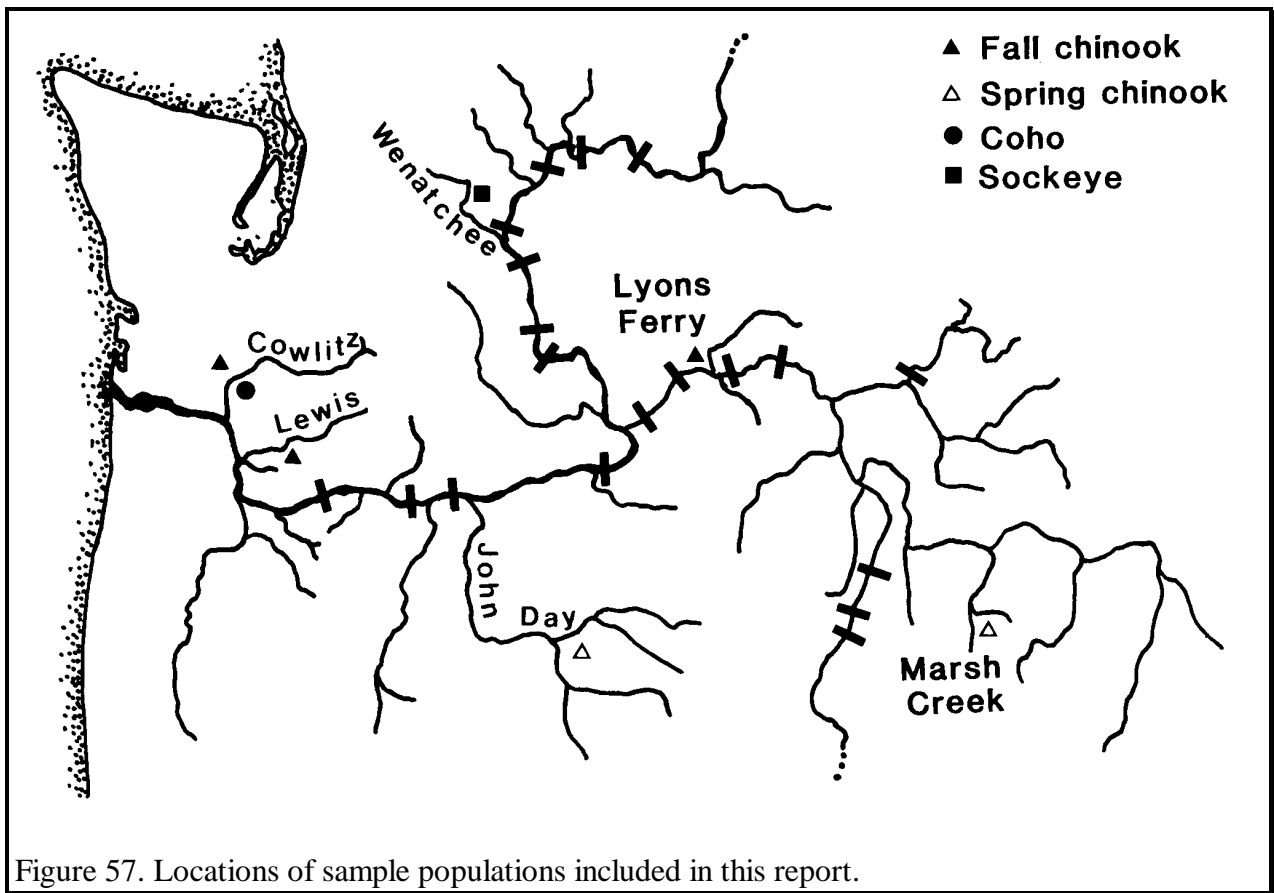 Fall chinook
Spring chinook
Coho
Sockeye
Wenatchee
Lyons
Ferry
Cowlitz
Lewis
John
Day
Marsh
Creek
Figure 57. Locations of sample populations included in this report.